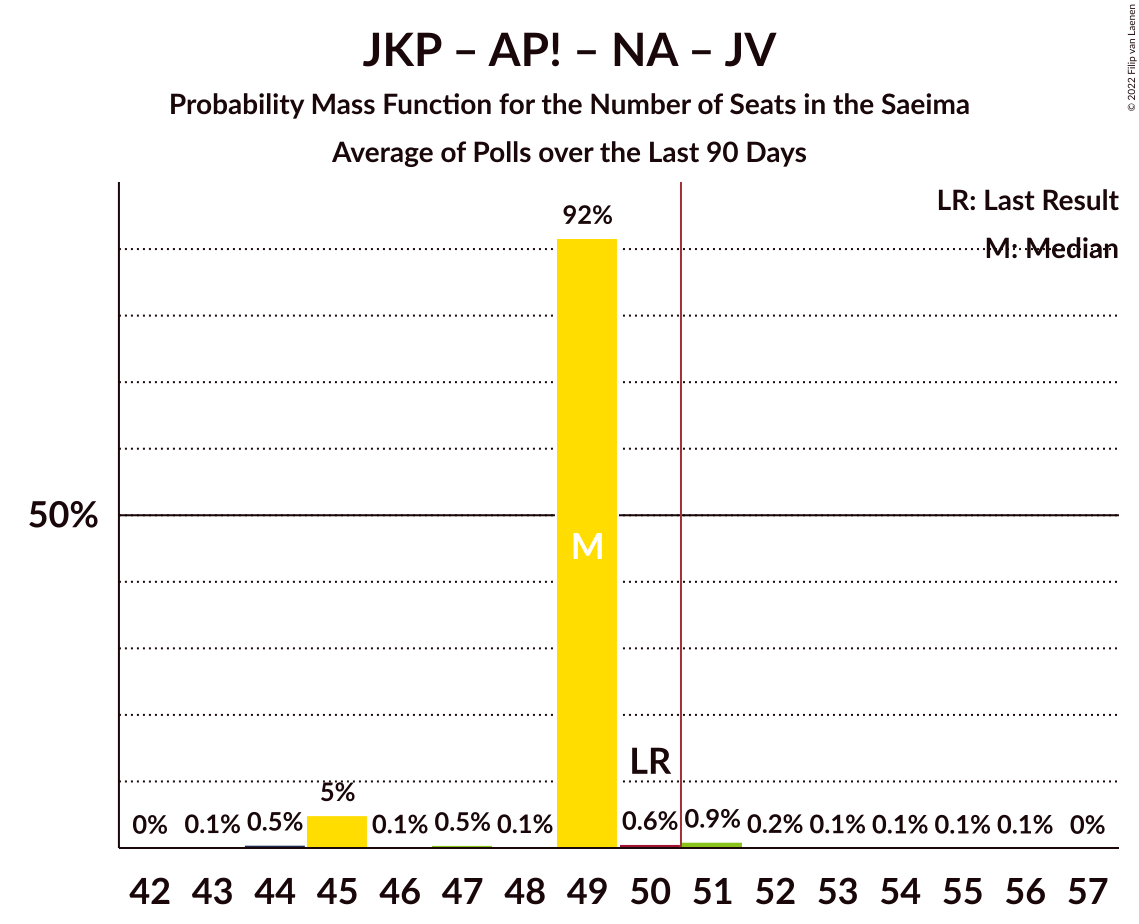 JKP – AP! – NA – JV
Probability Mass Function for the Number of Seats in the Saeima
Average of Polls over the Last 90 Days
© 2022 Filip van Laenen
LR: Last Result
M: Median
50%
92%
M
LR
0% 0.1% 0.5% 5% 0.1% 0.5% 0.1% 0.6% 0.9% 0.2% 0.1% 0.1% 0.1% 0.1% 0%
42 43 44 45 46 47 48 49 50 51 52 53 54 55 56 57